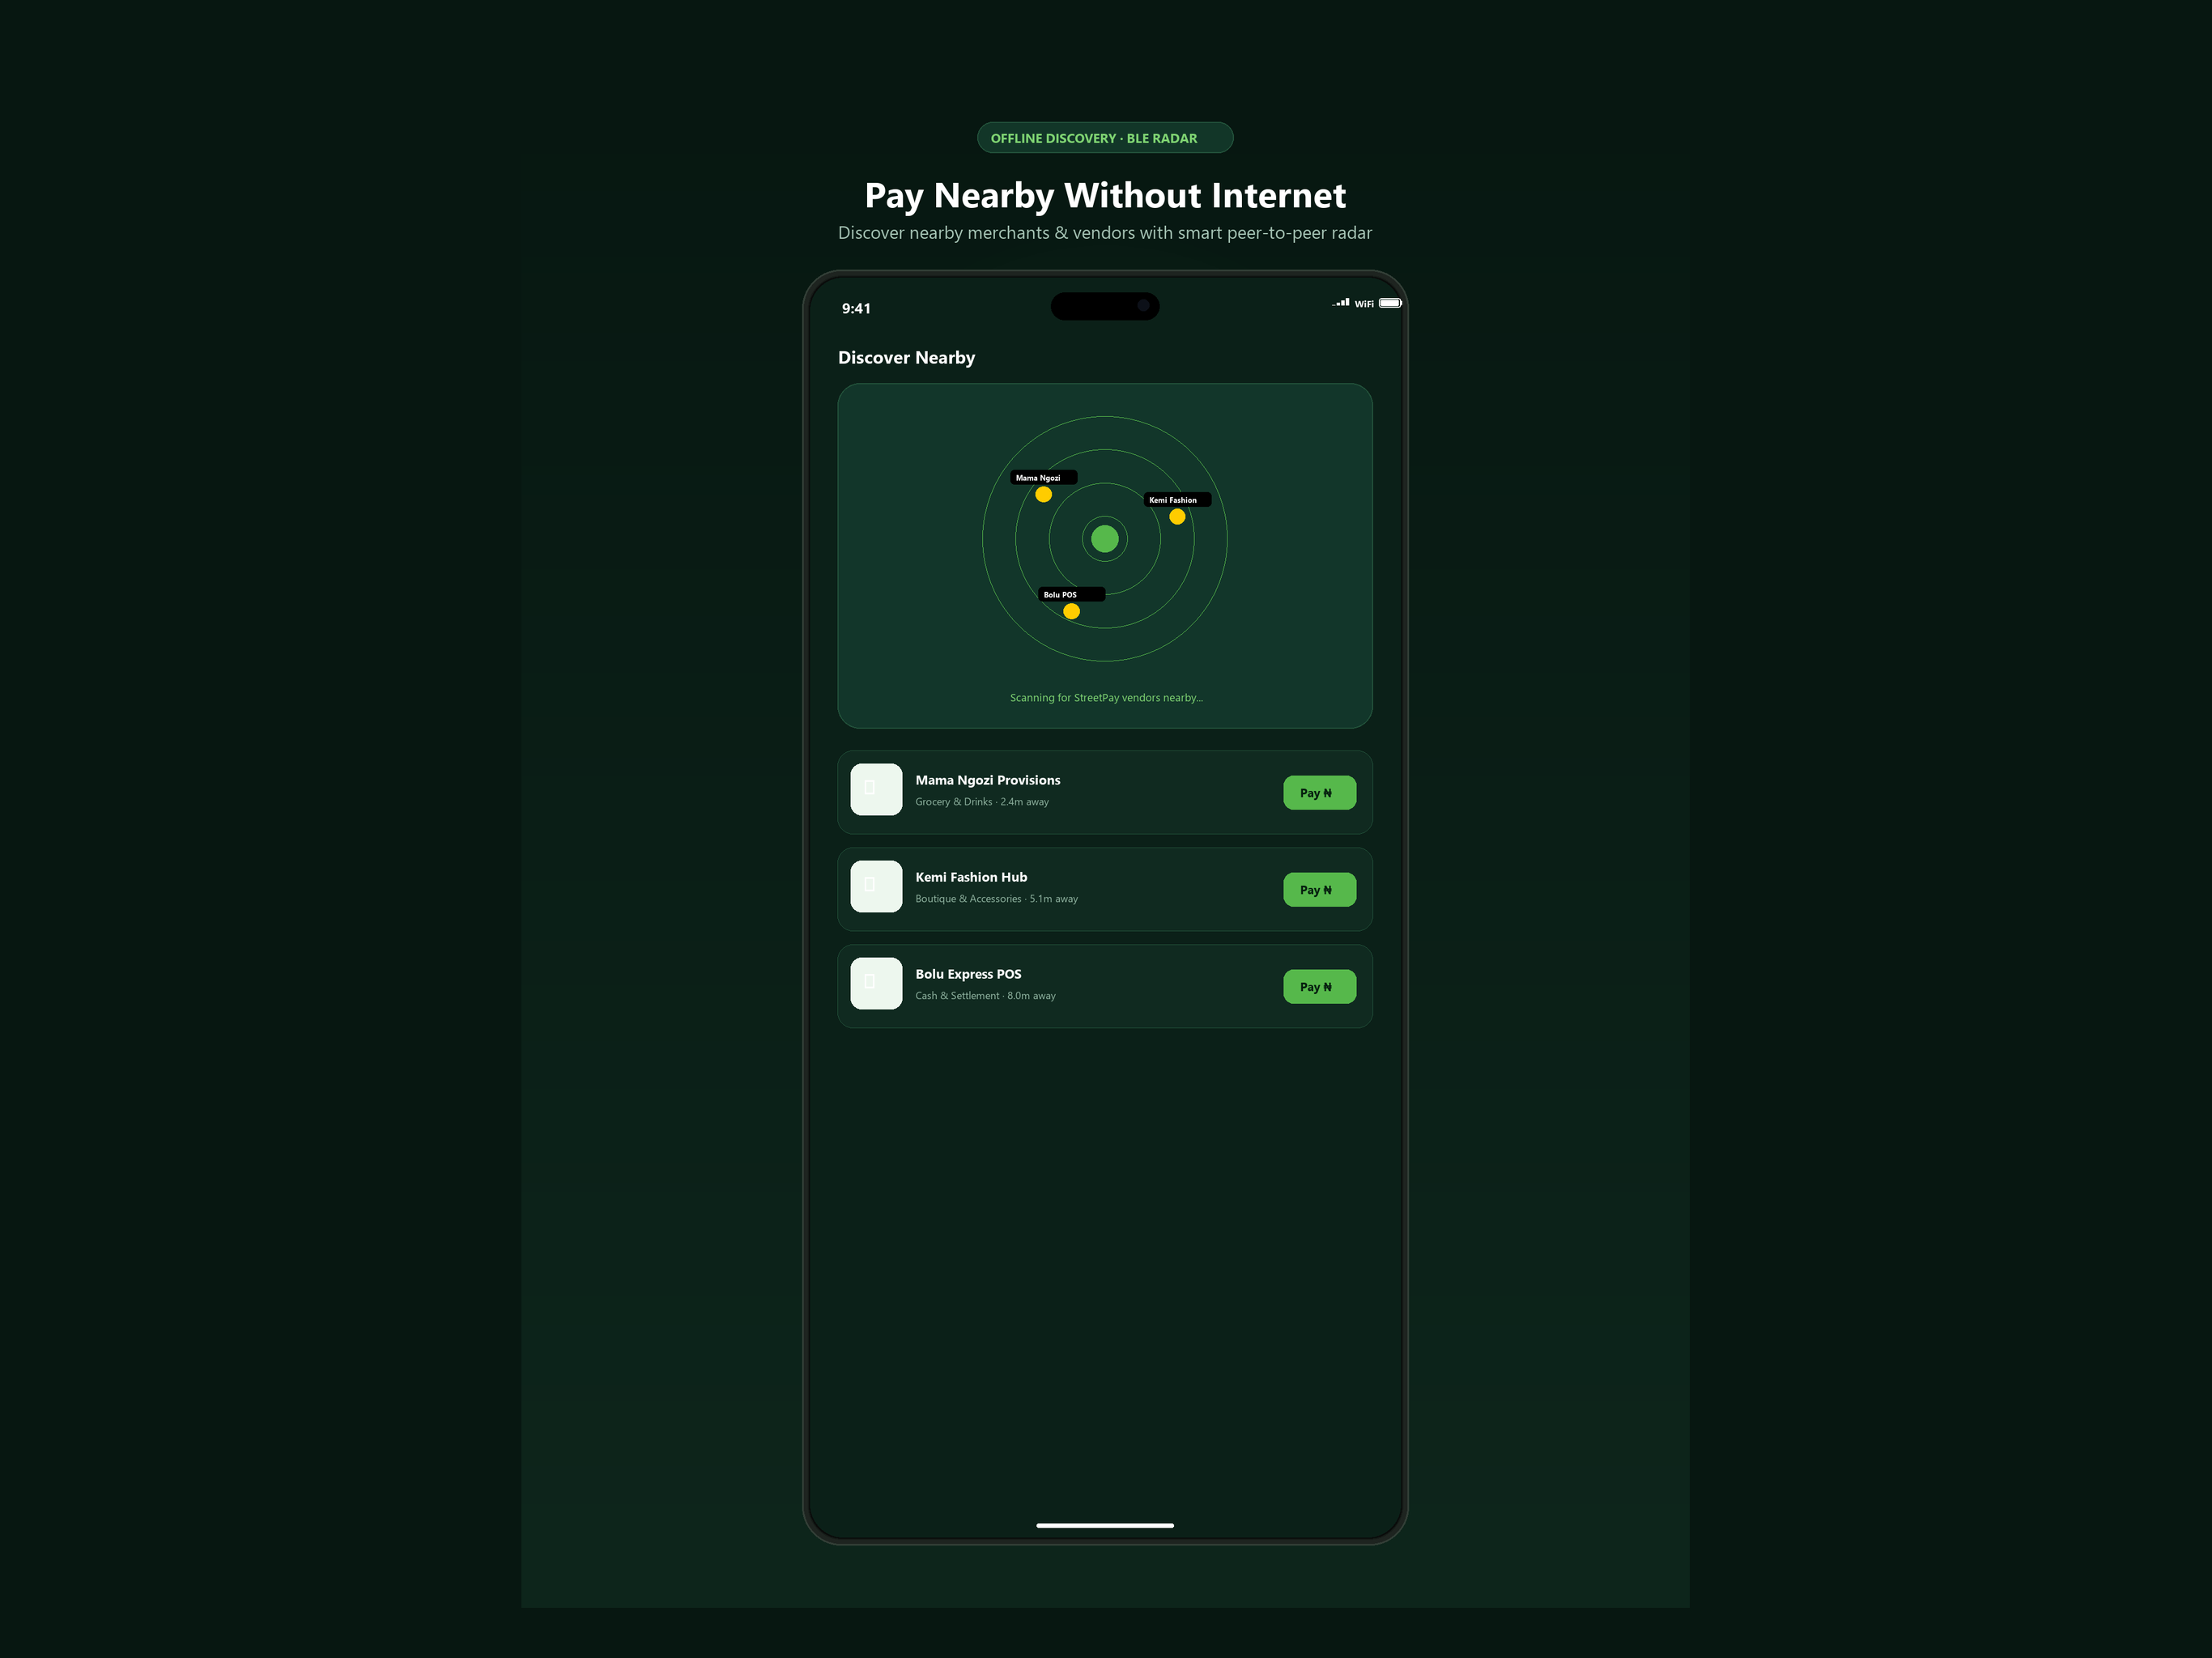 OFFLINE DISCOVERY · BLE RADAR
Pay Nearby Without Internet
Discover nearby merchants & vendors with smart peer-to-peer radar
9:41
WiFi
Discover Nearby
Mama Ngozi
Kemi Fashion
Bolu POS
Scanning for StreetPay vendors nearby...
Mama Ngozi Provisions
Grocery & Drinks · 2.4m away
Pay ₦
Kemi Fashion Hub
Boutique & Accessories · 5.1m away
Pay ₦
Bolu Express POS
Cash & Settlement · 8.0m away
Pay ₦